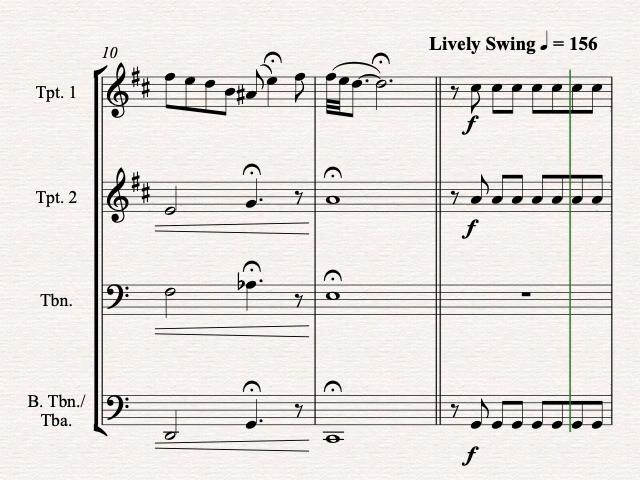 Lively Swing ♩ = 156
10
Tpt. 1
f
Tpt. 2
f
Tbn.
B. Tbn./
Tba.
f